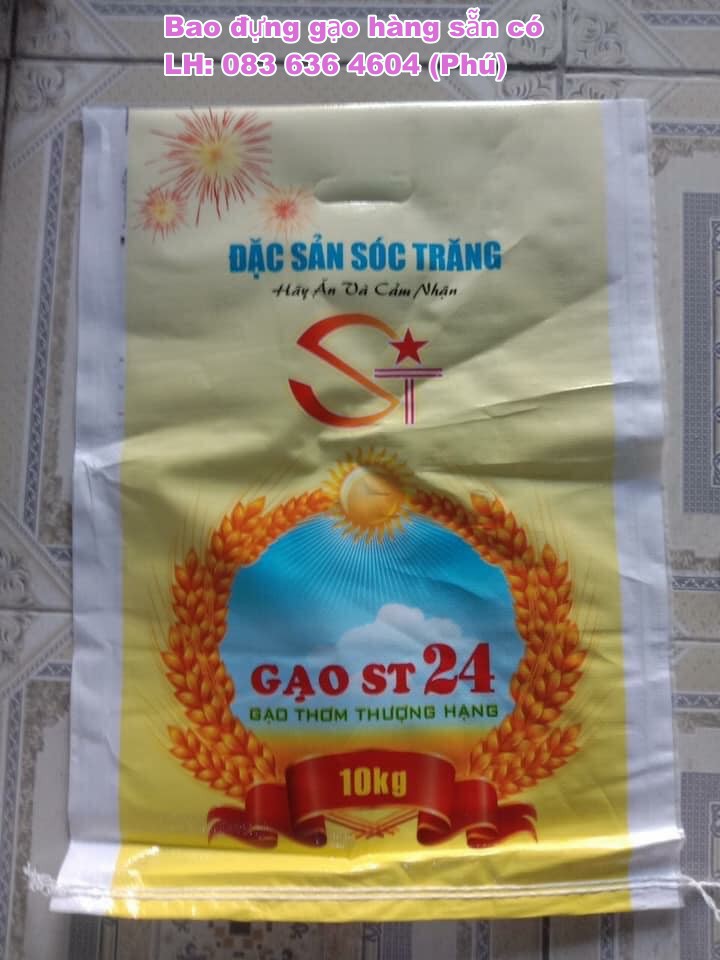 Bao đựng gạo hàng sẵn có
LH: 083 636 4604 (Phú)
ĐẶC SẢN SÓC TRĂNG
Hãy Ăn Và Cảm Nhận
ST
GẠO ST 24
GẠO THƠM THƯỢNG HẠNG
10kg